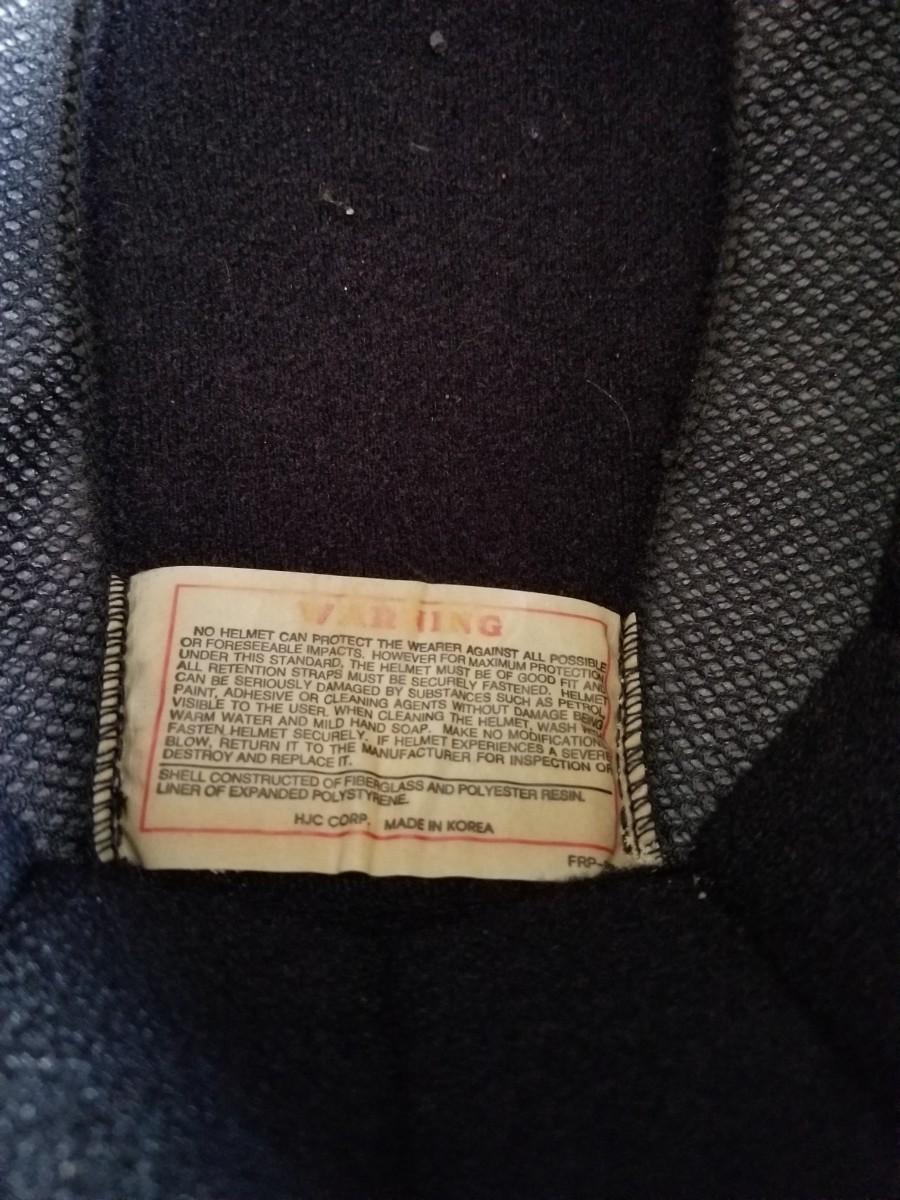 WARNING
NO HELMET CAN PROTECT THE WEARER AGAINST ALL POSSIBLE
OR FORESEEABLE IMPACTS. HOWEVER FOR MAXIMUM PROTECTION
UNDER THIS STANDARD, THE HELMET MUST BE OF GOOD FIT AND
ALL RETENTION STRAPS MUST BE SECURELY FASTENED. HELMET
CAN BE SERIOUSLY DAMAGED BY SUBSTANCES SUCH AS PETROL,
PAINT, ADHESIVE OR CLEANING AGENTS WITHOUT DAMAGE BEING
VISIBLE TO THE USER. WHEN CLEANING THE HELMET, WASH WITH
WARM WATER AND MILD HAND SOAP. MAKE NO MODIFICATION
FASTEN HELMET SECURELY. IF HELMET EXPERIENCES A SEVERE
BLOW, RETURN IT TO THE MANUFACTURER FOR INSPECTION OR
DESTROY AND REPLACE IT.
SHELL CONSTRUCTED OF FIBERGLASS AND POLYESTER RESIN.
LINER OF EXPANDED POLYSTYRENE.
HJC CORP. MADE IN KOREA
FRP-